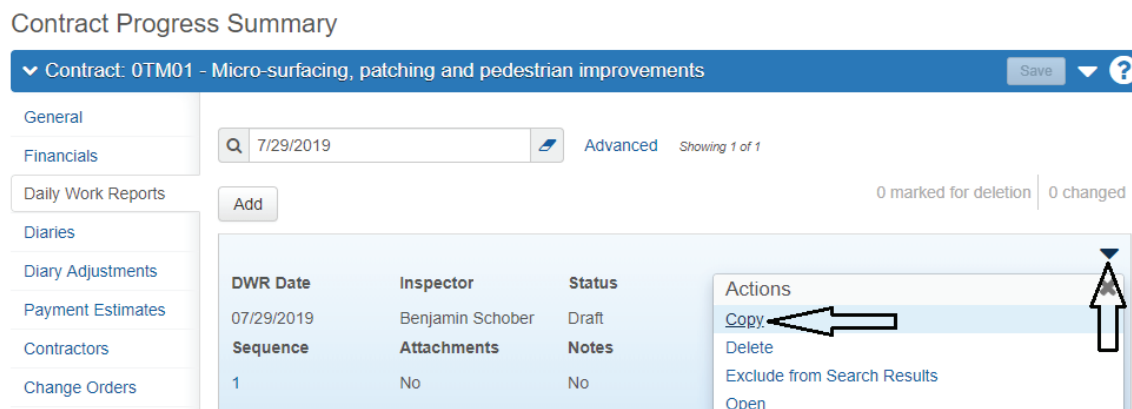 Contract Progress Summary
Contract: 0TM01 - Micro-surfacing, patching and pedestrian improvements
Save
?
General
Financials
Daily Work Reports
Diaries
Diary Adjustments
Payment Estimates
Contractors
Change Orders
7/29/2019
Advanced
Showing 1 of 1
Add
0 marked for deletion
0 changed
DWR Date Inspector Status
07/29/2019 Benjamin Schober Draft
Sequence Attachments Notes
1 No No
Actions
Copy
Delete
Exclude from Search Results
Open